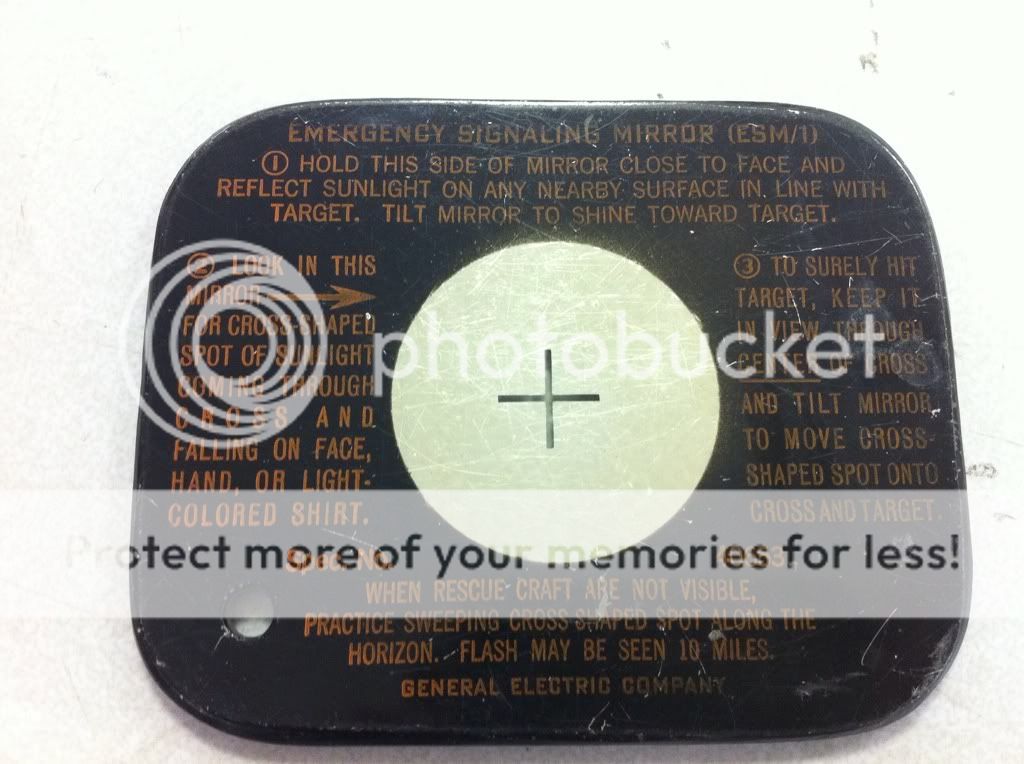 EMERGENCY SIGNALING MIRROR (ESM/1)
① HOLD THIS SIDE OF MIRROR CLOSE TO FACE AND
REFLECT SUNLIGHT ON ANY NEARBY SURFACE IN LINE WITH
TARGET. TILT MIRROR TO SHINE TOWARD TARGET.
② LOOK IN THIS
MIRROR
FOR CROSS-SHAPED
SPOT OF SUNLIGHT
COMING THROUGH
CROSS AND
FALLING ON FACE,
HAND, OR LIGHT-
COLORED SHIRT.
③ TO SURELY HIT
TARGET, KEEP IT
IN VIEW THROUGH
CENTER OF CROSS
AND TILT MIRROR
TO MOVE CROSS-
SHAPED SPOT ONTO
CROSS AND TARGET.
photobucket
Protect more of your memories for less!
Spec. No.
WHEN RESCUE CRAFT ARE NOT VISIBLE,
PRACTICE SWEEPING CROSS-SHAPED SPOT ALONG THE
HORIZON. FLASH MAY BE SEEN 10 MILES.
GENERAL ELECTRIC COMPANY